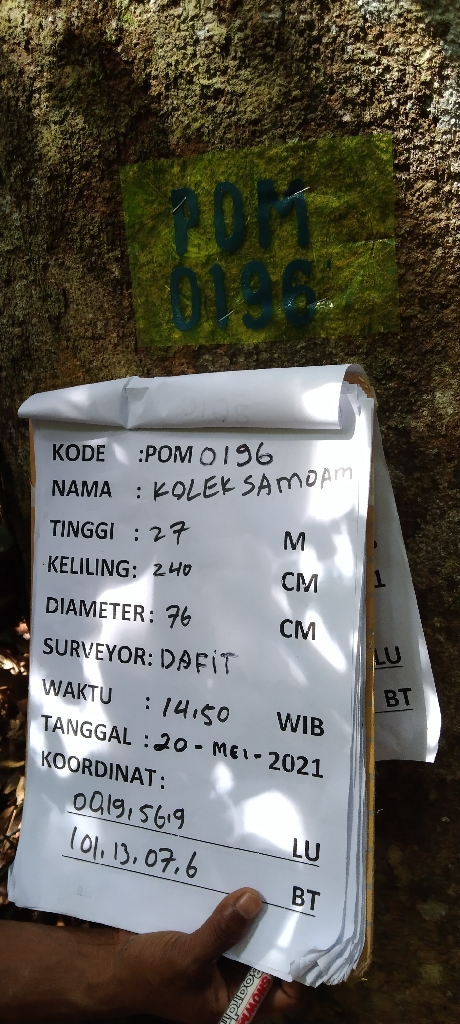 POM
0196
KODE :POM 0196
NAMA : KOLEK SAMOAM
TINGGI : 27 M
KELILING: 240 CM
DIAMETER: 76 CM
SURVEYOR: DAFIT
WAKTU : 14.50 WIB
TANGGAL : 20 - MEI - 2021
KOORDINAT:
00.19.56.9 LU
101.13.07.6 BT
LU
BT